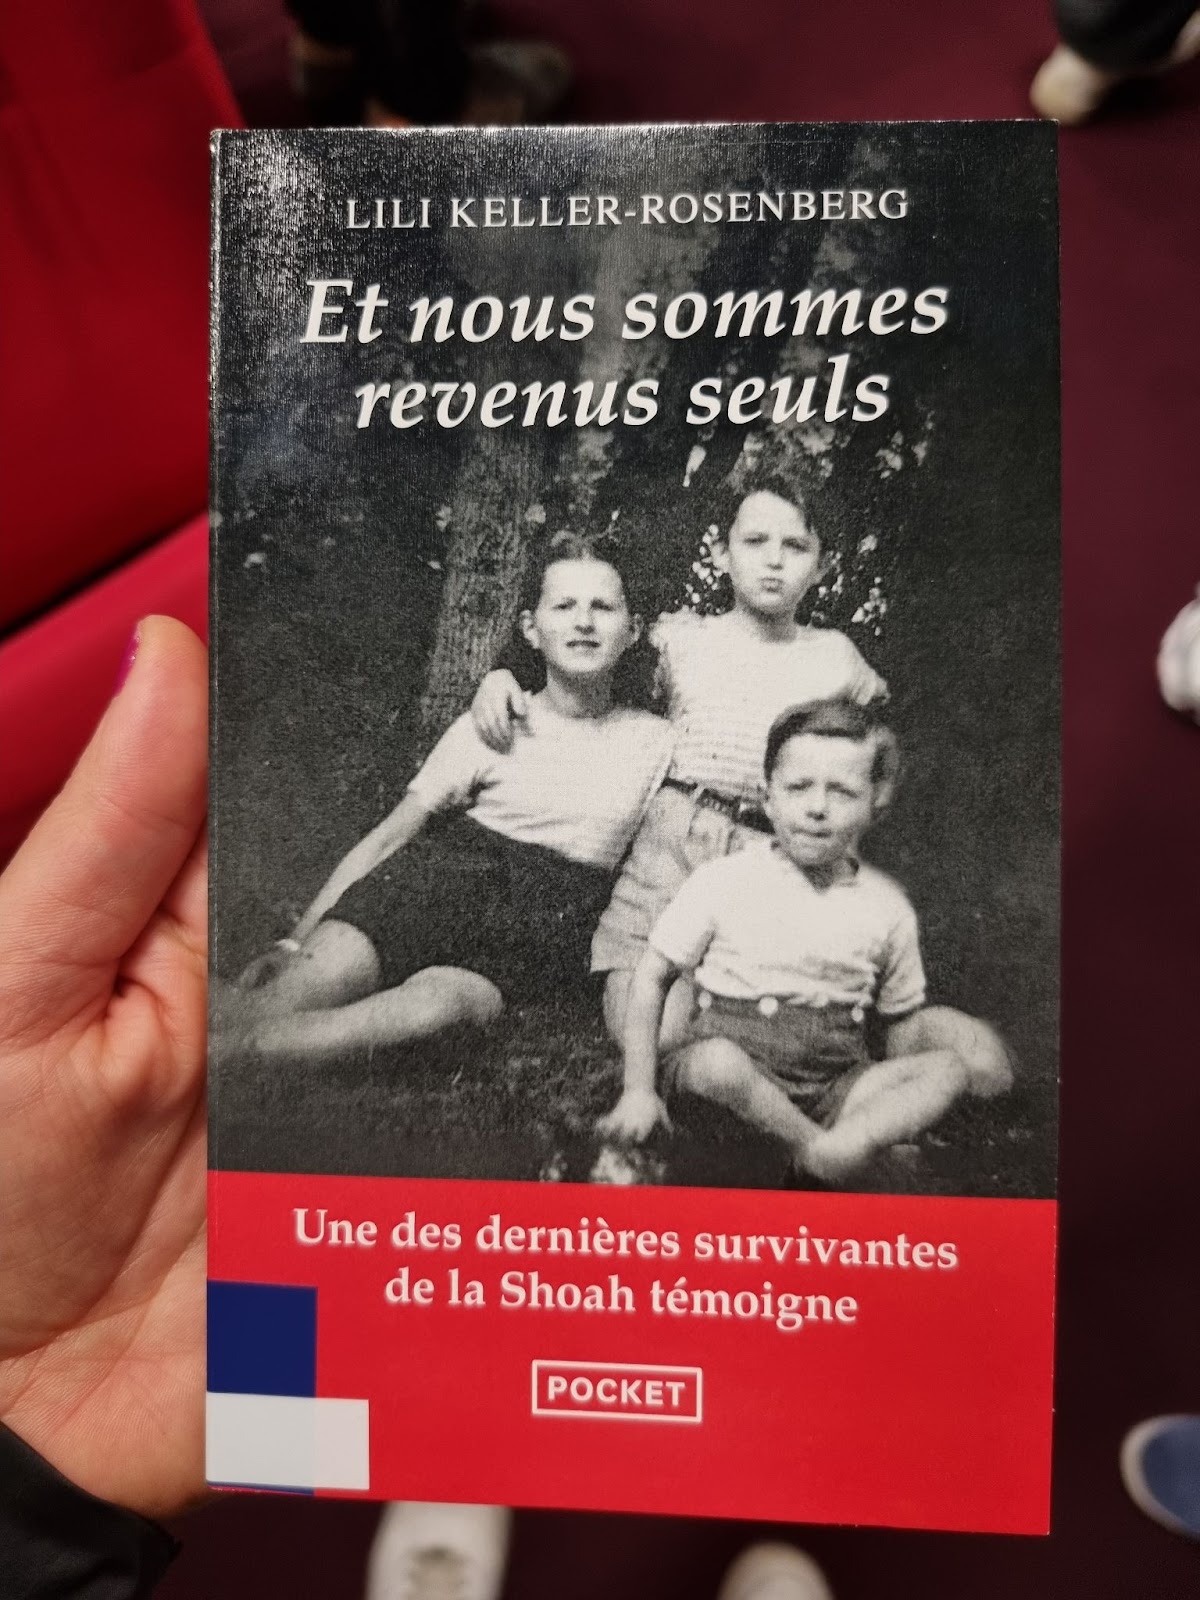 LILI KELLER-ROSENBERG
Et nous sommes
revenus seuls
Une des dernières survivantes
de la Shoah témoigne
POCKET